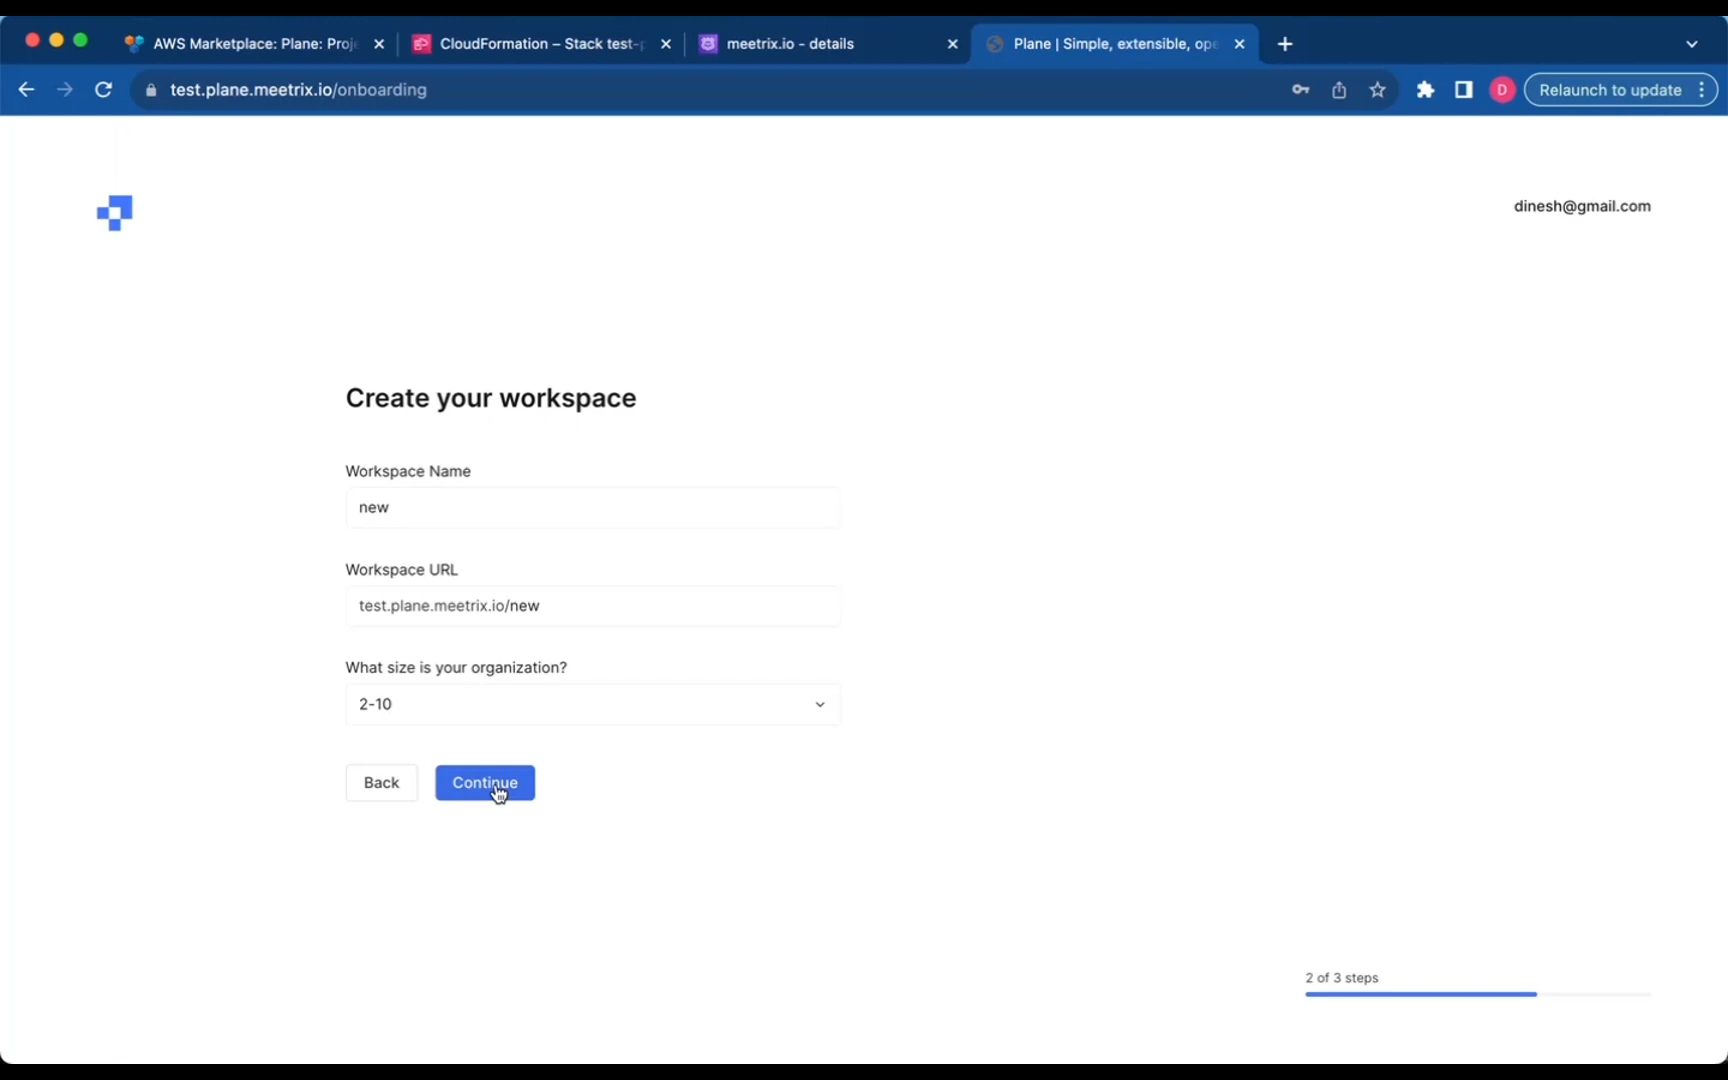 AWS Marketplace: Plane: Proje
CloudFormation – Stack test-p
meetrix.io - details
Plane | Simple, extensible, ope
test.plane.meetrix.io/onboarding
D
Relaunch to update
dinesh@gmail.com
Create your workspace
Workspace Name
new
Workspace URL
test.plane.meetrix.io/new
What size is your organization?
2-10
Back
Continue
2 of 3 steps